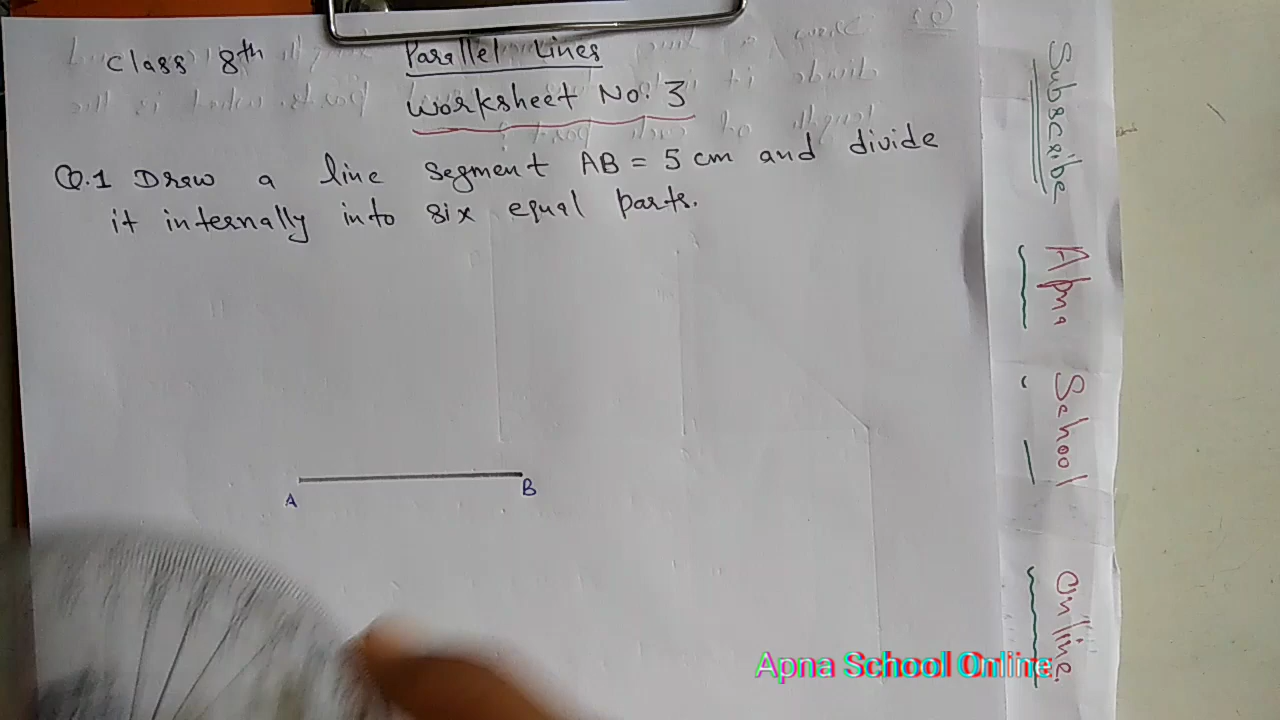 Class 8th
Parallel Lines
Worksheet No. 3
Q.1 Draw a line segment AB = 5 cm and divide
it internally into six equal parts.
A
B
Subscribe Apna School Online.
Apna School Online